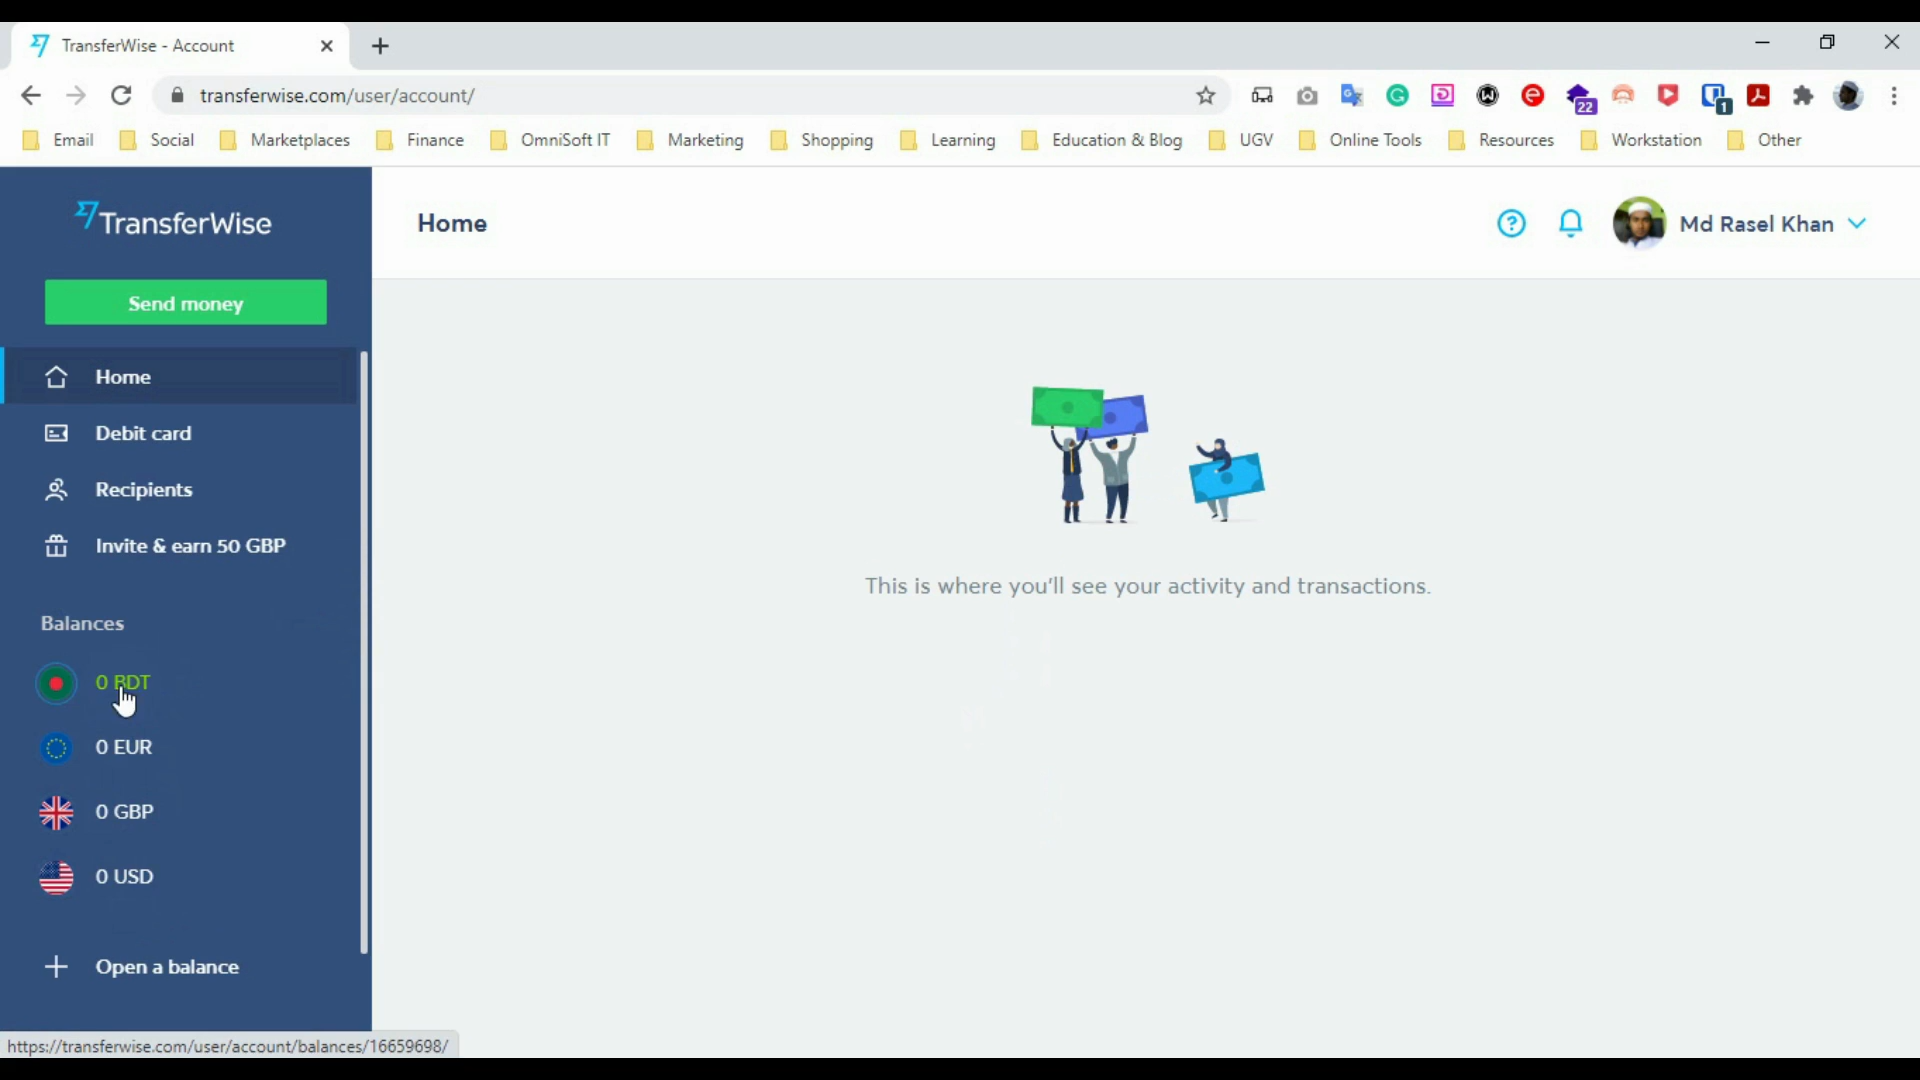 TransferWise - Account
transferwise.com/user/account/
22
1
Email Social Marketplaces Finance OmniSoft IT Marketing Shopping Learning Education & Blog UGV Online Tools Resources Workstation Other
TransferWise
Home
Md Rasel Khan
Send money
Home
Debit card
Recipients
Invite & earn 50 GBP
This is where you'll see your activity and transactions.
Balances
0 BDT
0 EUR
0 GBP
0 USD
Open a balance
https://transferwise.com/user/account/balances/16659698/